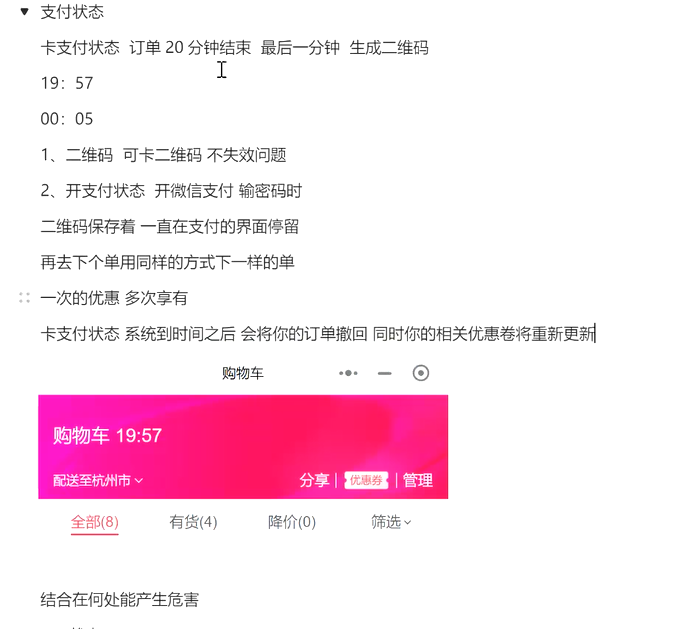 支付状态
卡支付状态 订单 20 分钟结束 最后一分钟 生成二维码
19：57
00：05
1、二维码 可卡二维码 不失效问题
2、开支付状态 开微信支付 输密码时
二维码保存着 一直在支付的界面停留
再去下个单用同样的方式下一样的单
一次的优惠 多次享有
卡支付状态 系统到时间之后 会将你的订单撤回 同时你的相关优惠卷将重新更新
购物车
购物车 19:57
配送至杭州市 分享 | 优惠券 | 管理
全部(8) 有货(4) 降价(0) 筛选
结合在何处能产生危害